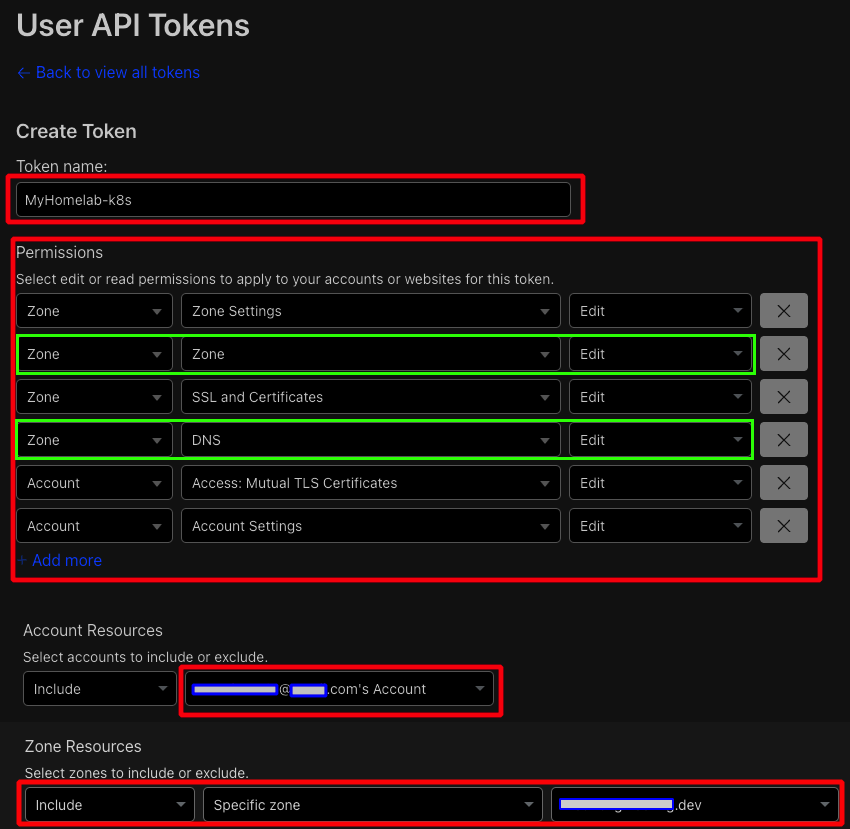 User API Tokens
← Back to view all tokens
Create Token
Token name:
MyHomelab-k8s
Permissions
Select edit or read permissions to apply to your accounts or websites for this token.
Zone Zone Settings Edit
Zone Zone Edit
Zone SSL and Certificates Edit
Zone DNS Edit
Account Access: Mutual TLS Certificates Edit
Account Account Settings Edit
+ Add more
Account Resources
Select accounts to include or exclude.
Include @ .com's Account
Zone Resources
Select zones to include or exclude.
Include Specific zone .dev